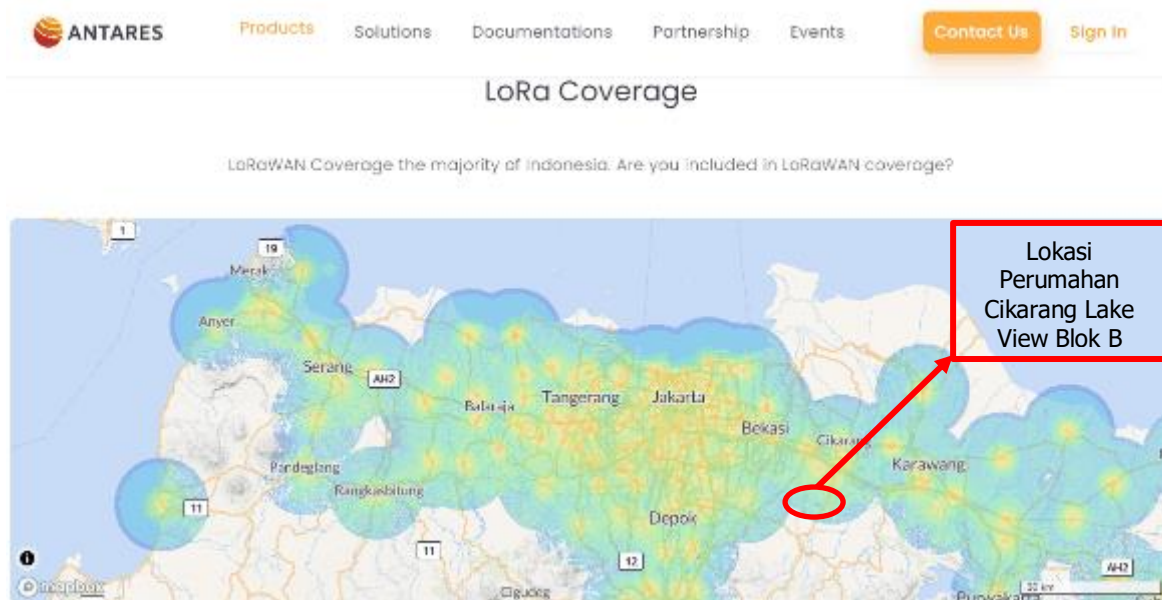 ANTARES
Products
Solutions
Documentations
Partnership
Events
Contact Us
Sign In
LoRa Coverage
LoRaWAN Coverage the majority of Indonesia. Are you included in LoRaWAN coverage?
Lokasi
Perumahan
Cikarang Lake
View Blok B
1
19
Merak
Anyer
Serang
AH2
Balaraja
Tangerang
Jakarta
Bekasi
Cikarang
Karawang
Pandeglang
Rangkasbitung
11
Depok
11
12
AH2
mapbox
Cigudeg
Purwakarta